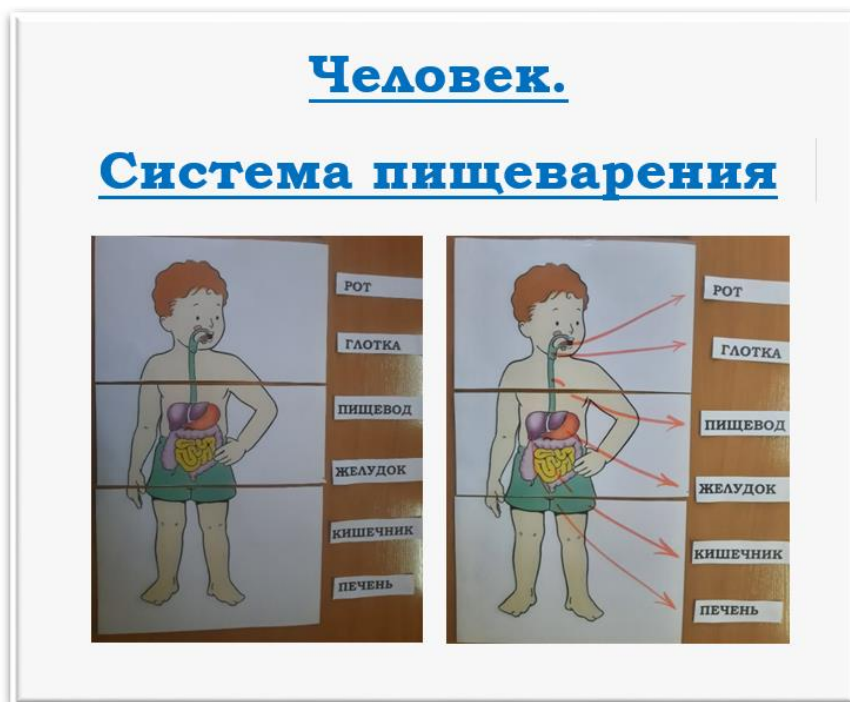 Человек.
Система пищеварения
РОТ
ГЛОТКА
ПИЩЕВОД
ЖЕЛУДОК
КИШЕЧНИК
ПЕЧЕНЬ
РОТ
ГЛОТКА
ПИЩЕВОД
ЖЕЛУДОК
КИШЕЧНИК
ПЕЧЕНЬ